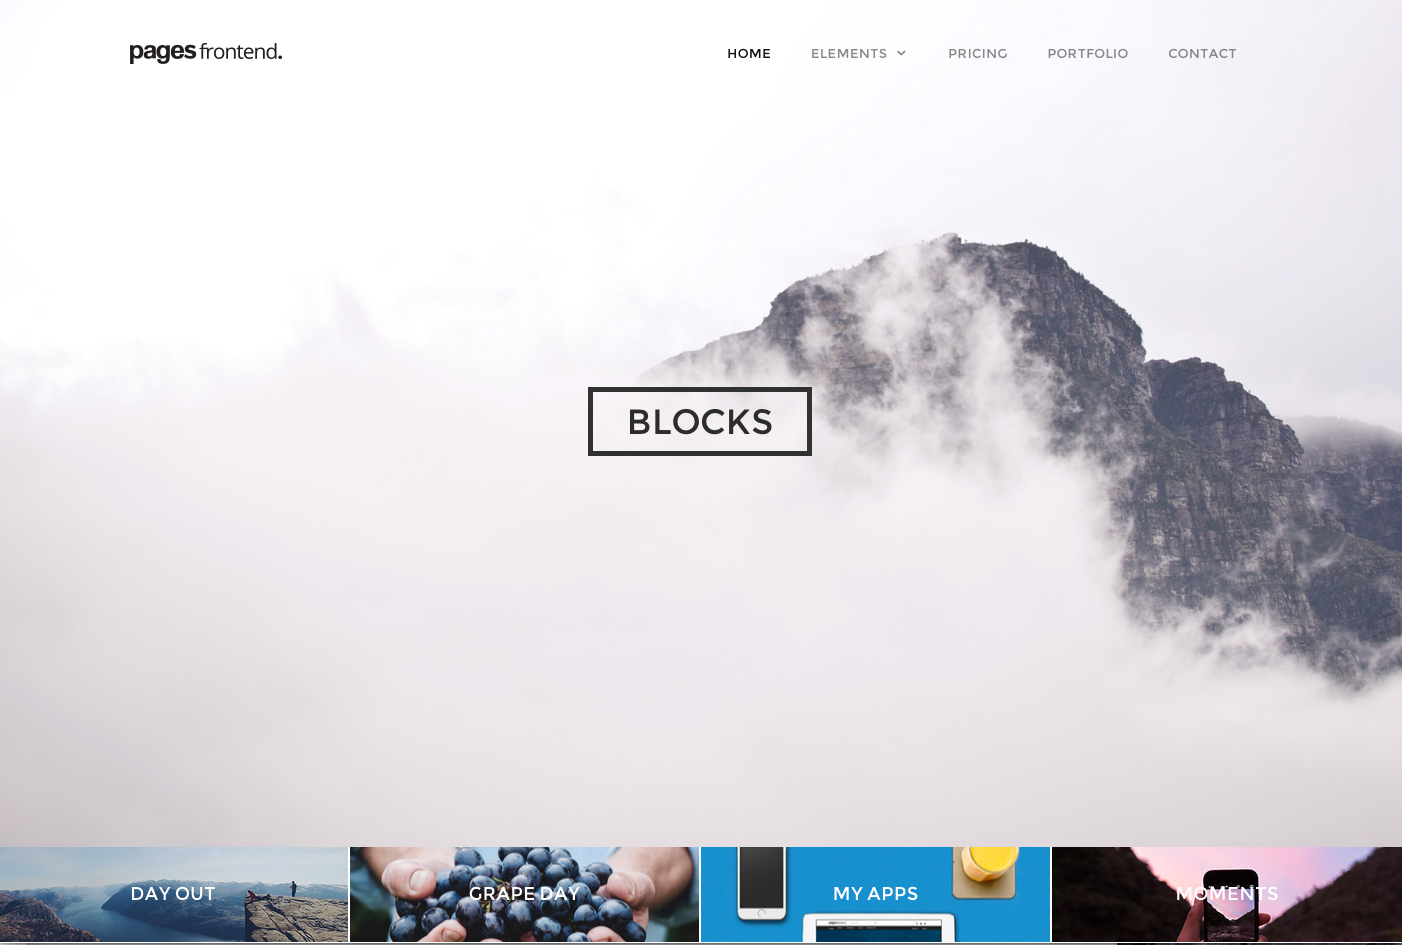 pages frontend.
HOME ELEMENTS PRICING PORTFOLIO CONTACT
BLOCKS
DAY OUT
GRAPE DAY
MY APPS
MOMENTS